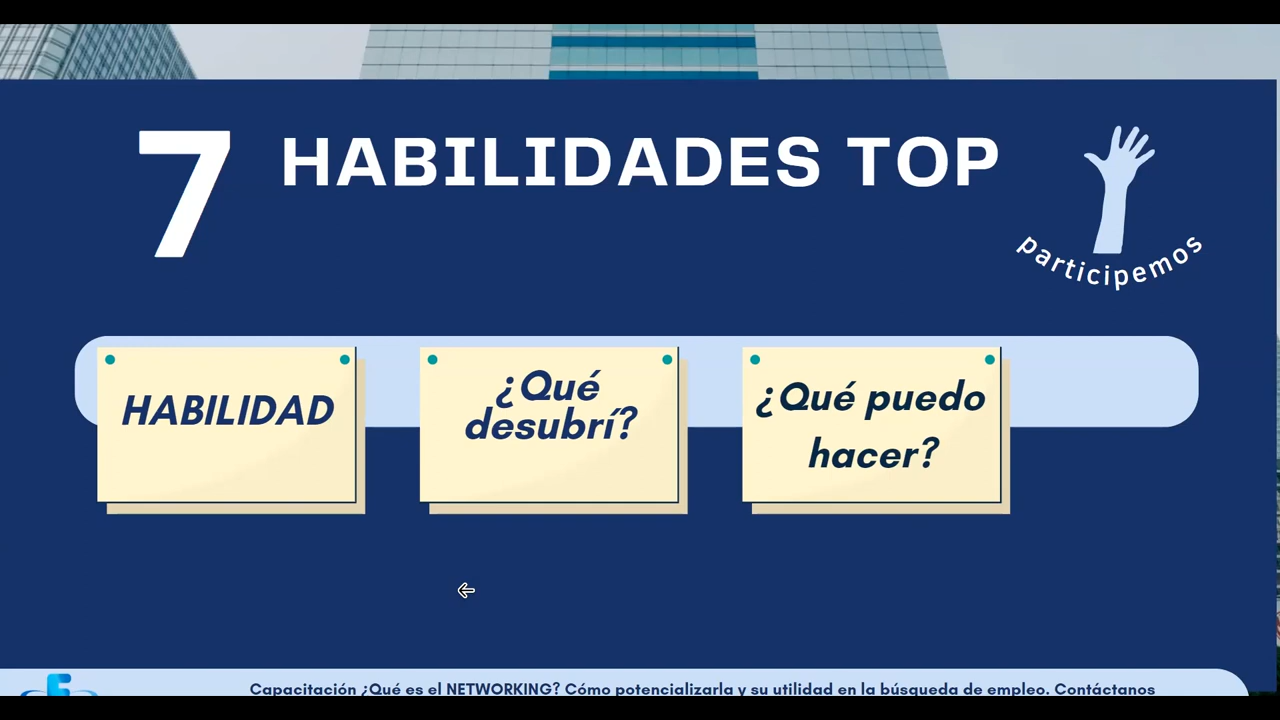 7 HABILIDADES TOP
participemos
HABILIDAD
¿Qué
desubrí?
¿Qué puedo
hacer?
Capacitación ¿Qué es el NETWORKING? Cómo potencializarla y su utilidad en la búsqueda de empleo. Contáctanos